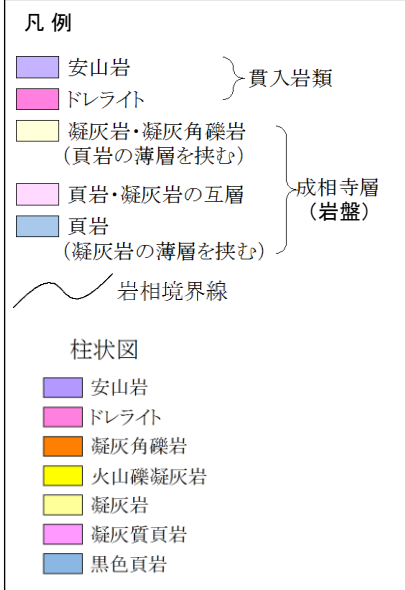 凡 例
安山岩
ドレライト
貫入岩類
凝灰岩・凝灰角礫岩
(頁岩の薄層を挟む)
頁岩・凝灰岩の互層
頁岩
(凝灰岩の薄層を挟む)
成相寺層
(岩盤)
岩相境界線
柱状図
安山岩
ドレライト
凝灰角礫岩
火山礫凝灰岩
凝灰岩
凝灰質頁岩
黒色頁岩